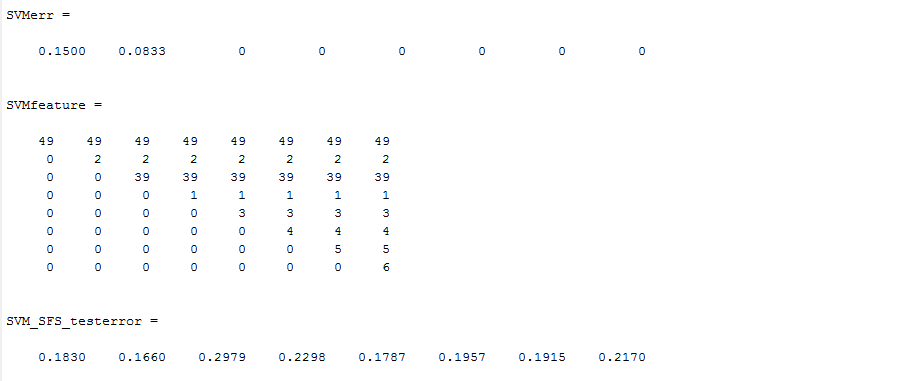 SVMerr =
0.1500 0.0833 0 0 0 0 0 0
SVMfeature =
49 49 49 49 49 49 49 49
0 2 2 2 2 2 2 2
0 0 39 39 39 39 39 39
0 0 0 1 1 1 1 1
0 0 0 0 3 3 3 3
0 0 0 0 0 4 4 4
0 0 0 0 0 0 5 5
0 0 0 0 0 0 0 6
SVM_SFS_testerror =
0.1830 0.1660 0.2979 0.2298 0.1787 0.1957 0.1915 0.2170